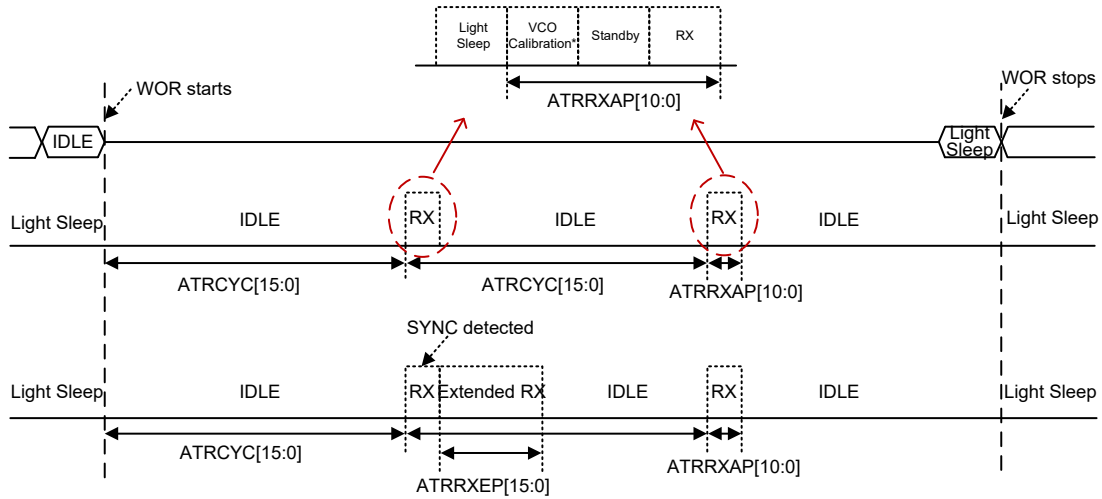 Light
Sleep
VCO
Calibration*
Standby
RX
ATRRXAP[10:0]
WOR starts
WOR stops
IDLE
Light
Sleep
Light Sleep
IDLE
RX
IDLE
RX
IDLE
Light Sleep
ATRCYC[15:0]
ATRCYC[15:0]
ATRRXAP[10:0]
SYNC detected
Light Sleep
IDLE
RX
Extended RX
IDLE
RX
IDLE
Light Sleep
ATRCYC[15:0]
ATRRXAP[10:0]
ATRRXEP[15:0]